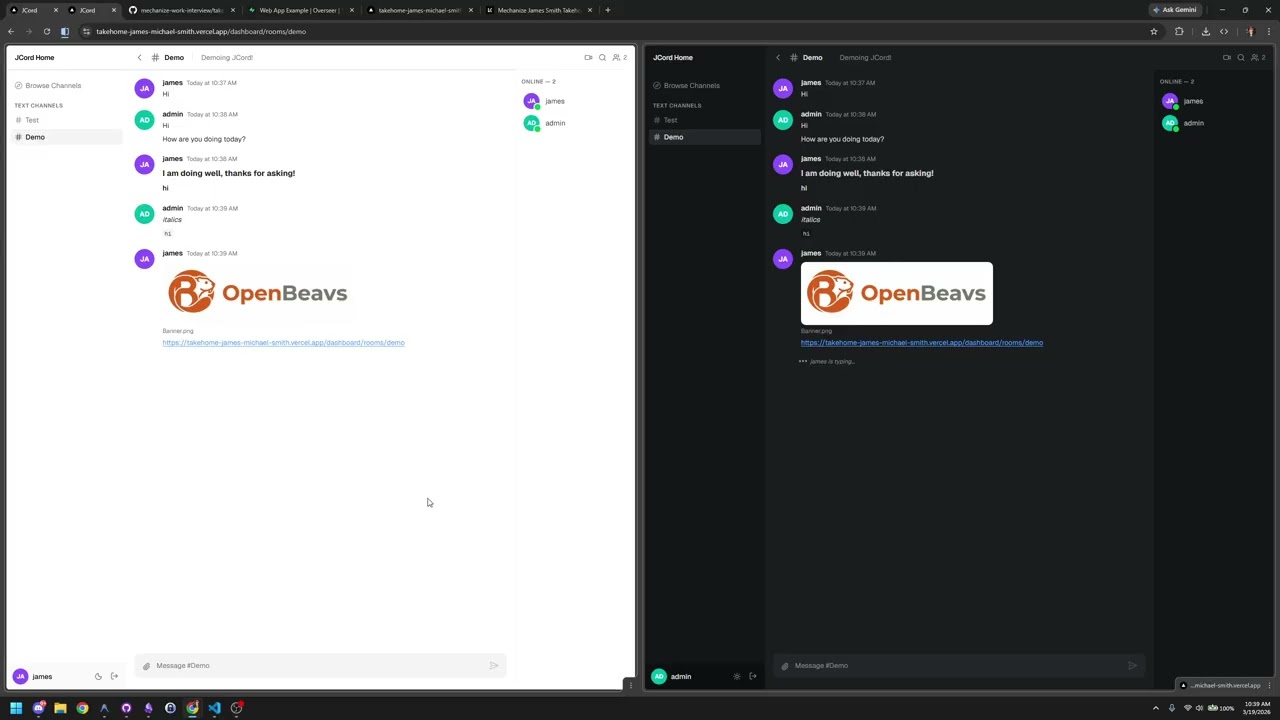 JCord
JCord
mechanize-work-interview/take
Web App Example | Overseer |
takehome-james-michael-smith
Mechanize James Smith Takeho
Ask Gemini
takehome-james-michael-smith.vercel.app/dashboard/rooms/demo
JCord Home
# Demo
Demoing JCord!
2
Browse Channels
TEXT CHANNELS
# Test
# Demo
JA
james Today at 10:37 AM
Hi
AD
admin Today at 10:38 AM
Hi
How are you doing today?
JA
james Today at 10:38 AM
I am doing well, thanks for asking!
hi
AD
admin Today at 10:39 AM
italics
hi
JA
james Today at 10:39 AM
OpenBeavs
Banner.png
https://takehome-james-michael-smith.vercel.app/dashboard/rooms/demo
Message #Demo
ONLINE — 2
JA james
AD admin
JA james
JCord Home
# Demo
Demoing JCord!
2
Browse Channels
TEXT CHANNELS
# Test
# Demo
JA
james Today at 10:37 AM
Hi
AD
admin Today at 10:38 AM
Hi
How are you doing today?
JA
james Today at 10:38 AM
I am doing well, thanks for asking!
hi
AD
admin Today at 10:39 AM
italics
hi
JA
james Today at 10:39 AM
OpenBeavs
Banner.png
https://takehome-james-michael-smith.vercel.app/dashboard/rooms/demo
james is typing...
Message #Demo
ONLINE — 2
JA james
AD admin
AD admin
...michael-smith.vercel.app
100%
10:39 AM
3/19/2026